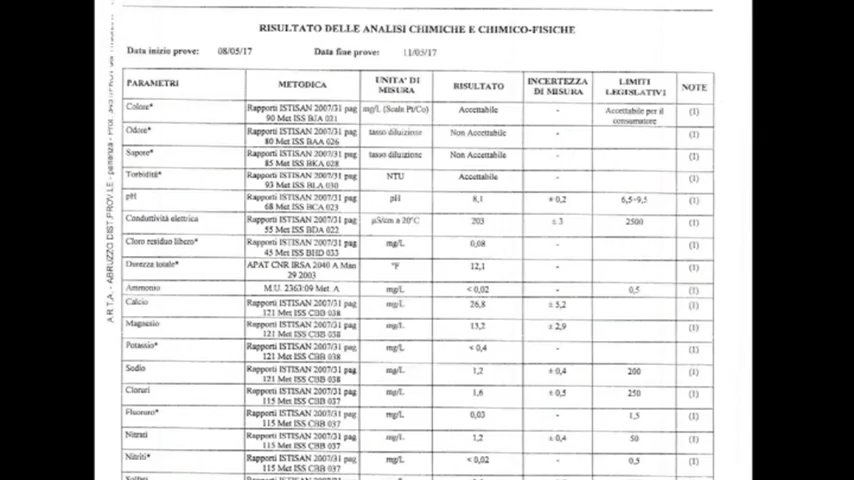 RISULTATO DELLE ANALISI CHIMICHE E CHIMICO-FISICHE
Data inizio prove: 08/05/17 Data fine prove: 11/05/17
PARAMETRI METODICA UNITA' DI MISURA RISULTATO INCERTEZZA DI MISURA LIMITI LEGISLATIVI NOTE
Colore* Rapporti ISTISAN 2007/31 pag 90 Met ISS BJA 021 mg/L (Scale Pt/Co) Accettabile - Accettabile per il consumatore (1)
Odore* Rapporti ISTISAN 2007/31 pag 80 Met ISS BAA 026 tasso diluizione Non Accettabile - (1)
Sapore* Rapporti ISTISAN 2007/31 pag 85 Met ISS BKA 028 tasso diluizione Non Accettabile - (1)
Torbidità* Rapporti ISTISAN 2007/31 pag 93 Met ISS BLA 030 NTU Accettabile - (1)
pH Rapporti ISTISAN 2007/31 pag 68 Met ISS BCA 023 pH 8,1 ± 0,2 6,5÷9,5 (1)
Conduttività elettrica Rapporti ISTISAN 2007/31 pag 55 Met ISS BDA 022 µS/cm a 20°C 203 ± 3 2500 (1)
Cloro residuo libero* Rapporti ISTISAN 2007/31 pag 45 Met ISS BHD 033 mg/L 0,08 - (1)
Durezza totale* APAT CNR IRSA 2040 A Man 29 2003 °F 12,1 - (1)
Ammonio M.U. 2363:09 Met. A mg/L < 0,02 - 0,5 (1)
Calcio Rapporti ISTISAN 2007/31 pag 121 Met ISS CBB 038 mg/L 26,8 ± 5,2 (1)
Magnesio Rapporti ISTISAN 2007/31 pag 121 Met ISS CBB 038 mg/L 13,2 ± 2,9 (1)
Potassio* Rapporti ISTISAN 2007/31 pag 121 Met ISS CBB 038 mg/L < 0,4 - (1)
Sodio Rapporti ISTISAN 2007/31 pag 121 Met ISS CBB 038 mg/L 1,2 ± 0,4 200 (1)
Cloruri Rapporti ISTISAN 2007/31 pag 115 Met ISS CBB 037 mg/L 1,6 ± 0,5 250 (1)
Fluoruro* Rapporti ISTISAN 2007/31 pag 115 Met ISS CBB 037 mg/L 0,03 - 1,5 (1)
Nitrati Rapporti ISTISAN 2007/31 pag 115 Met ISS CBB 037 mg/L 1,2 ± 0,4 50 (1)
Nitriti* Rapporti ISTISAN 2007/31 pag 115 Met ISS CBB 037 mg/L < 0,02 - 0,5 (1)
A.R.T.A. - ABRUZZO DIST.PROV.LE - partenza - Prot.